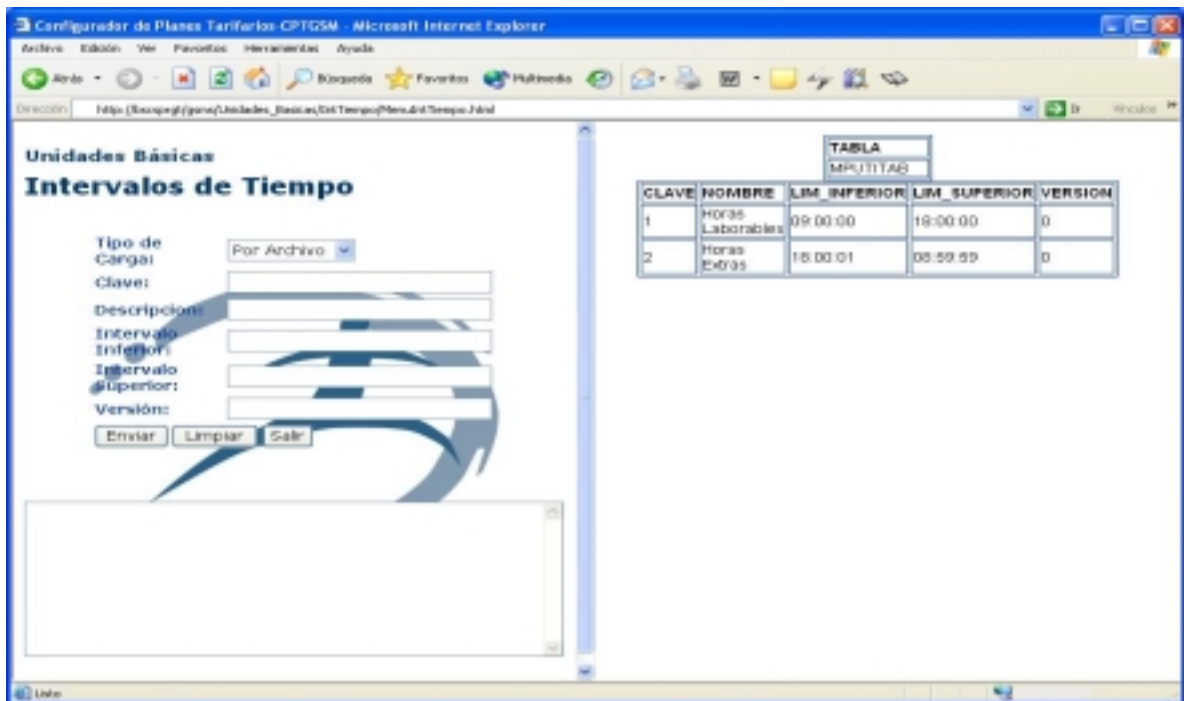 Configurador de Planes Tarifarios-CPTGSM - Microsoft Internet Explorer
Archivo Edición Ver Favoritos Herramientas Ayuda
Atrás Búsqueda Favoritos Multimedia
Dirección Ir Vínculos
Unidades Básicas
Intervalos de Tiempo
Tipo de Carga: Por Archivo
Clave:
Descripcion:
Intervalo Inferior:
Intervalo Superior:
Versión:
Enviar Limpiar Salir
TABLA
MPUTITAB
CLAVE NOMBRE LIM_INFERIOR LIM_SUPERIOR VERSION
1 Horas Laborables 09:00:00 18:00:00 0
2 Horas Extras 18:00:01 08:59:59 0
Listo